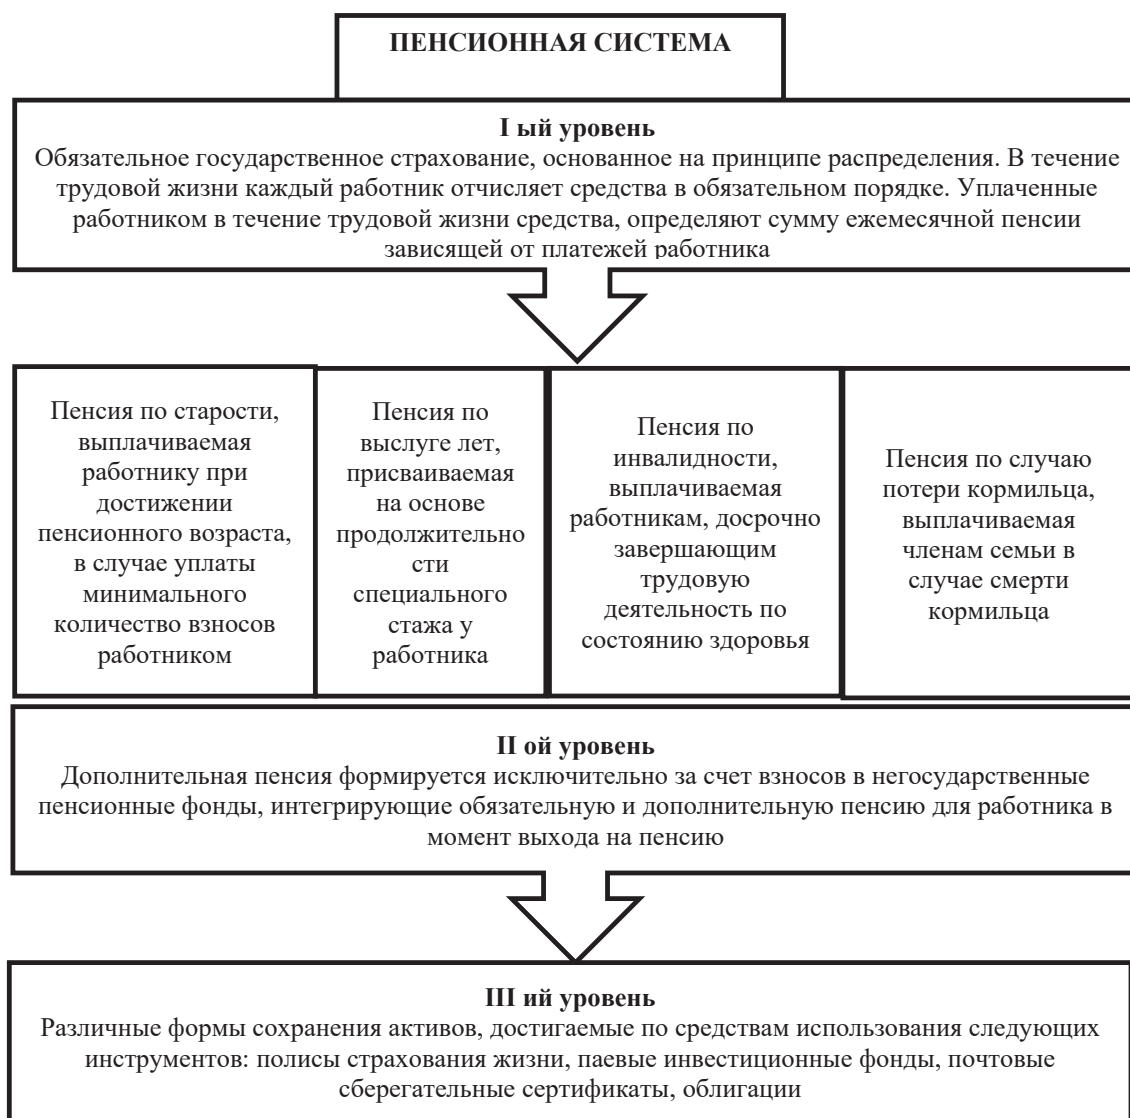 ПЕНСИОННАЯ СИСТЕМА
I ый уровень
Обязательное государственное страхование, основанное на принципе распределения. В течение
трудовой жизни каждый работник отчисляет средства в обязательном порядке. Уплаченные
работником в течение трудовой жизни средства, определяют сумму ежемесячной пенсии
зависящей от платежей работника
Пенсия по старости,
выплачиваемая
работнику при
достижении
пенсионного возраста,
в случае уплаты
минимального
количество взносов
работником
Пенсия по
выслуге лет,
присваиваемая
на основе
продолжительно
сти
специального
стажа у
работника
Пенсия по
инвалидности,
выплачиваемая
работникам, досрочно
завершающим
трудовую
деятельность по
состоянию здоровья
Пенсия по случаю
потери кормильца,
выплачиваемая
членам семьи в
случае смерти
кормильца
II ой уровень
Дополнительная пенсия формируется исключительно за счет взносов в негосударственные
пенсионные фонды, интегрирующие обязательную и дополнительную пенсию для работника в
момент выхода на пенсию
III ий уровень
Различные формы сохранения активов, достигаемые по средствам использования следующих
инструментов: полисы страхования жизни, паевые инвестиционные фонды, почтовые
сберегательные сертификаты, облигации